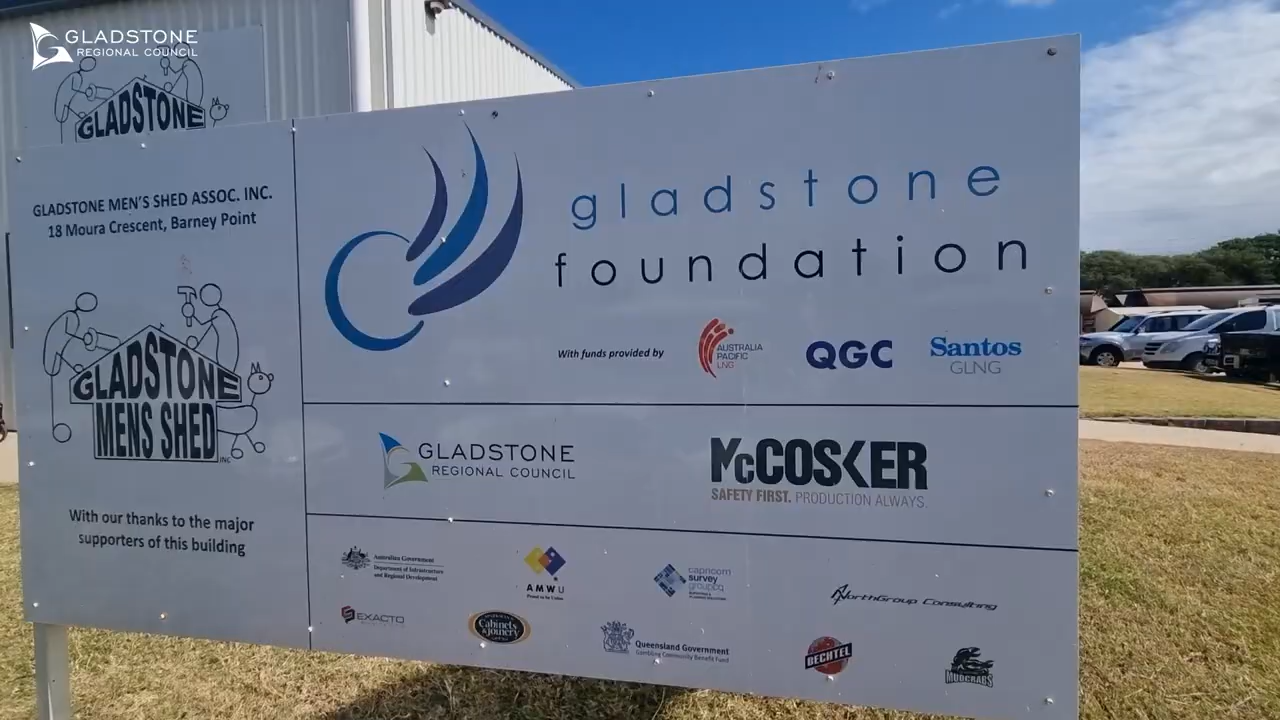 GLADSTONE
REGIONAL COUNCIL
GLADSTONE
GLADSTONE MEN'S SHED ASSOC. INC.
18 Moura Crescent, Barney Point
GLADSTONE
MENS SHED
INC
With our thanks to the major
supporters of this building
gladstone
foundation
With funds provided by
AUSTRALIA
PACIFIC
LNG
QGC
Santos
GLNG
GLADSTONE
REGIONAL COUNCIL
McCOSKER
SAFETY FIRST. PRODUCTION ALWAYS.
Australian Government
Department of Infrastructure
and Regional Development
AMWU
capricorn
survey
groupcq
NorthGroup Consulting
EXACTO
Cabinets
& Joinery
Queensland Government
Gambling Community Benefit Fund
BECHTEL
MUDCRABS